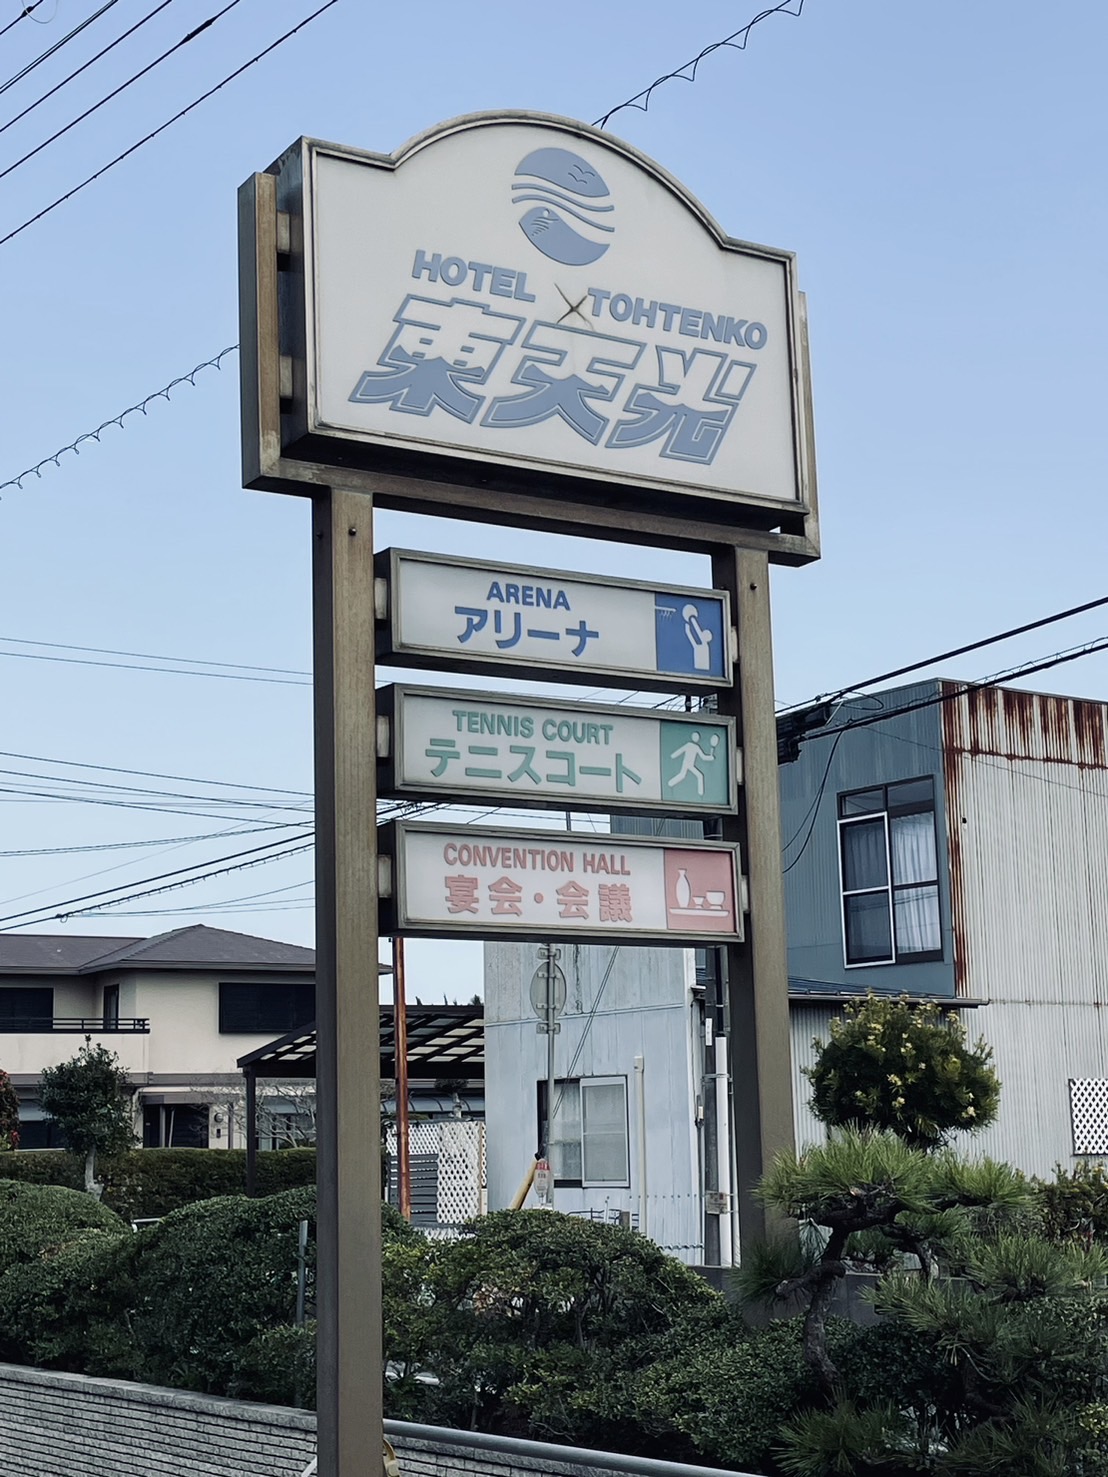 HOTEL TOHTENKO
東天光
ARENA
アリーナ
TENNIS COURT
テニスコート
CONVENTION HALL
宴会・会議